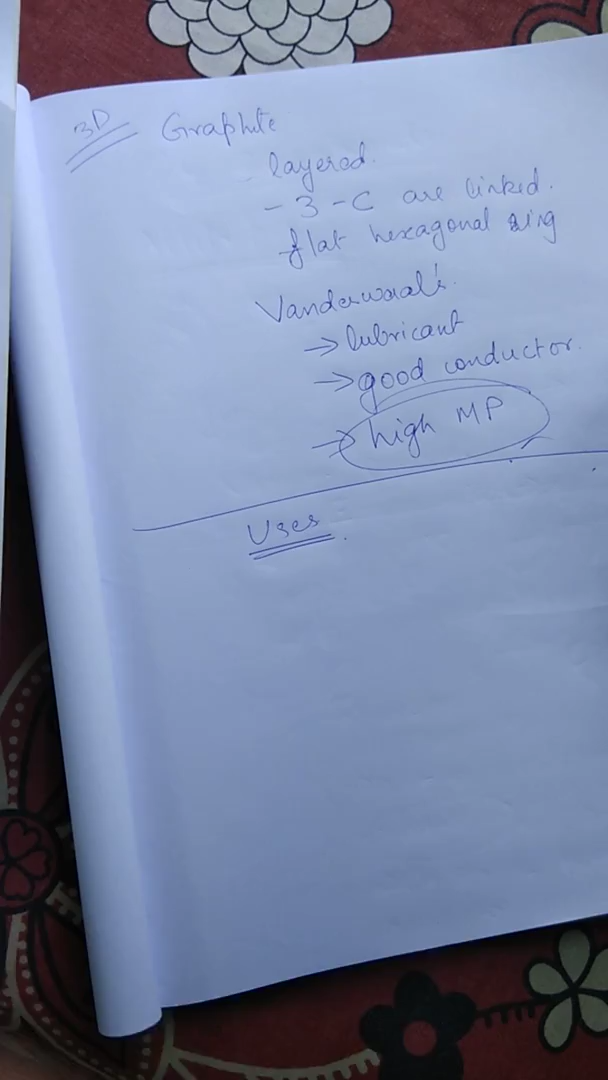 3D Graphite
layered.
- 3 - C are linked.
flat hexagonal ring
Vanderwaal's.
→ lubricant
→ good conductor.
→ high MP
Uses.